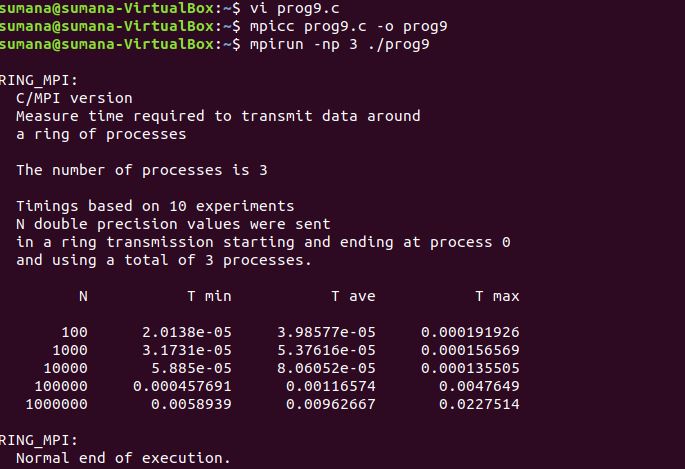 sumana@sumana-VirtualBox:~$ vi prog9.c
sumana@sumana-VirtualBox:~$ mpicc prog9.c -o prog9
sumana@sumana-VirtualBox:~$ mpirun -np 3 ./prog9
RING_MPI:
C/MPI version
Measure time required to transmit data around
a ring of processes
The number of processes is 3
Timings based on 10 experiments
N double precision values were sent
in a ring transmission starting and ending at process 0
and using a total of 3 processes.
N T min T ave T max
100 2.0138e-05 3.98577e-05 0.000191926
1000 3.1731e-05 5.37616e-05 0.000156569
10000 5.885e-05 8.06052e-05 0.000135505
100000 0.000457691 0.00116574 0.0047649
1000000 0.0058939 0.00962667 0.0227514
RING_MPI:
Normal end of execution.